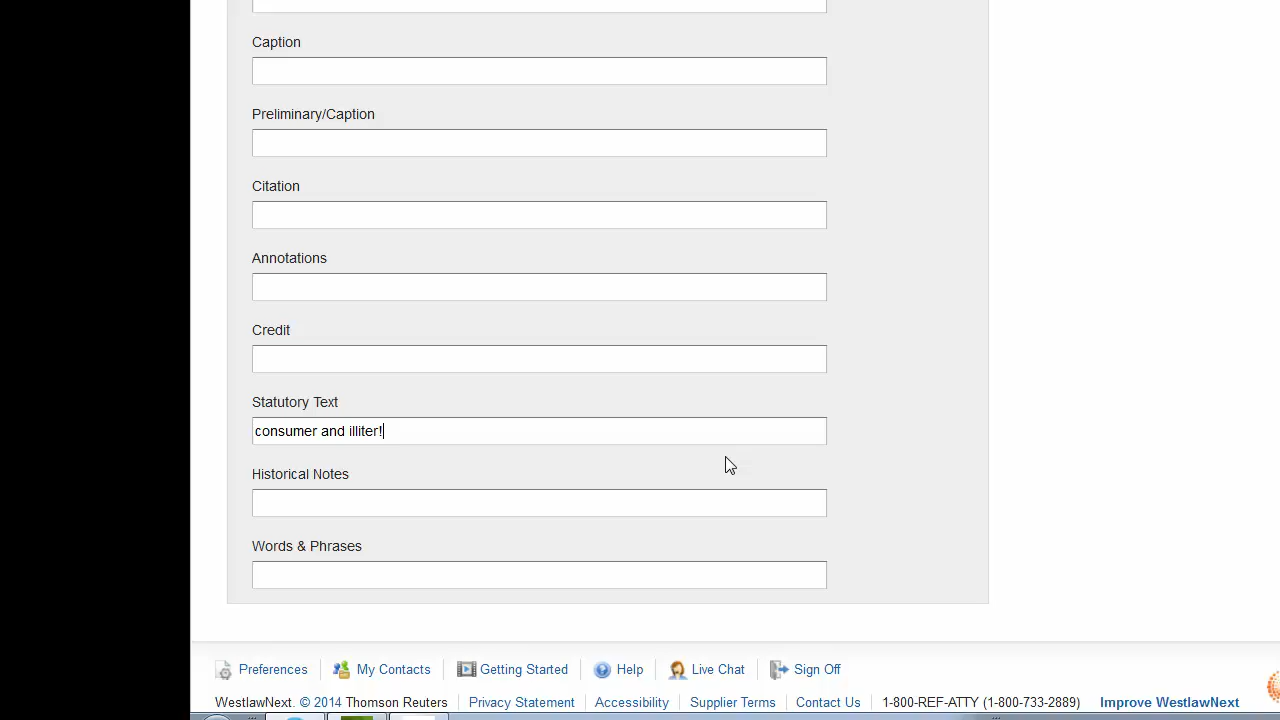 Caption
Preliminary/Caption
Citation
Annotations
Credit
Statutory Text
consumer and illiter!
Historical Notes
Words & Phrases
Preferences My Contacts Getting Started Help Live Chat Sign Off
WestlawNext. © 2014 Thomson Reuters Privacy Statement Accessibility Supplier Terms Contact Us 1-800-REF-ATTY (1-800-733-2889) Improve WestlawNext